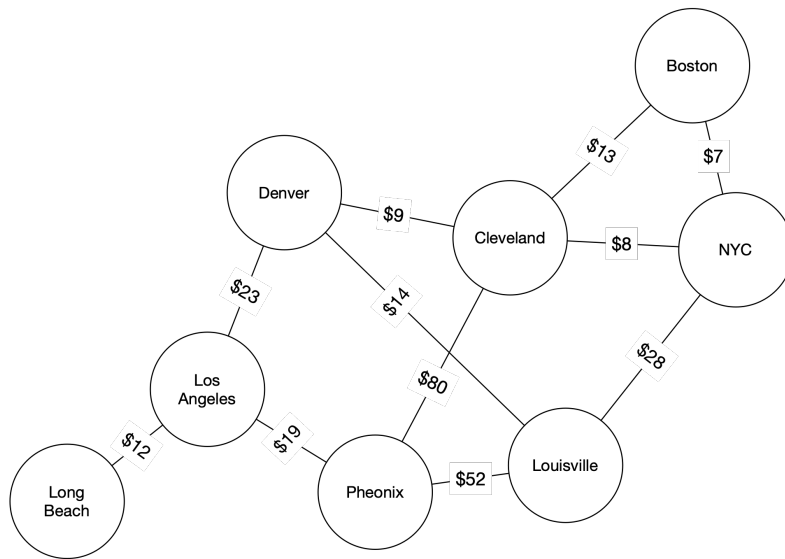 Boston
$13
$7
Denver
$9
Cleveland
$8
NYC
$23
$14
$28
Los
Angeles
$80
$12
$19
Long
Beach
Pheonix
$52
Louisville